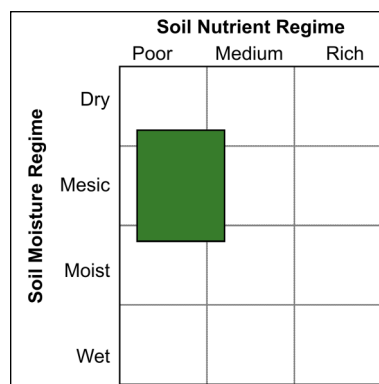 Soil Nutrient Regime
Poor Medium Rich
Soil Moisture Regime
Dry
Mesic
Moist
Wet